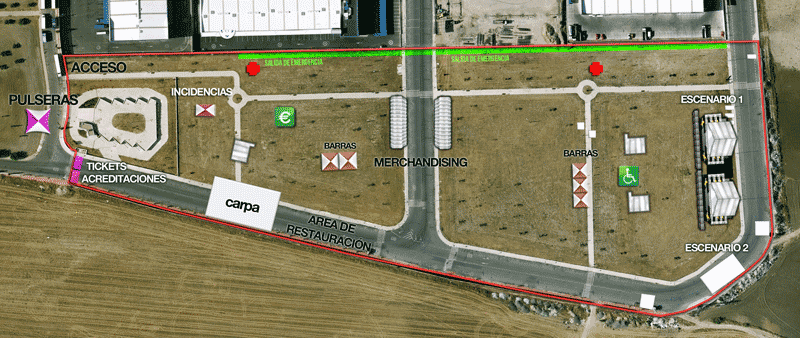 SALIDA DE EMERGENCIA
SALIDA DE EMERGENCIA
ACCESO
PULSERAS
INCIDENCIAS
€
ESCENARIO 1
BARRAS
MERCHANDISING
BARRAS
TICKETS
ACREDITACIONES
carpa
AREA DE
RESTAURACIÓN
ESCENARIO 2